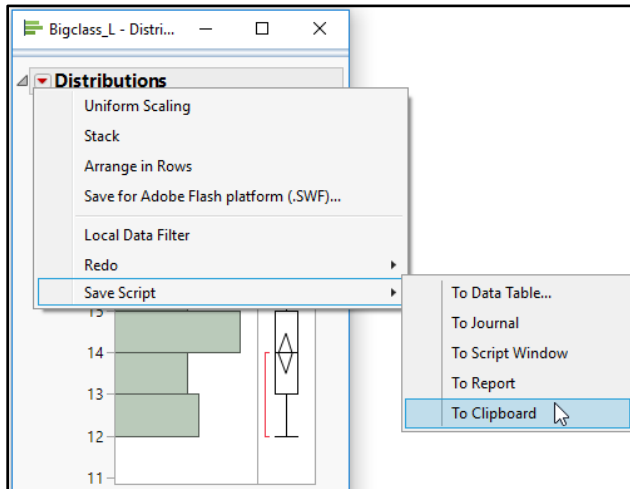 Bigclass_L - Distri...
Distributions
Uniform Scaling
Stack
Arrange in Rows
Save for Adobe Flash platform (.SWF)...
Local Data Filter
Redo
Save Script
To Data Table...
To Journal
To Script Window
To Report
To Clipboard
15
14
13
12
11